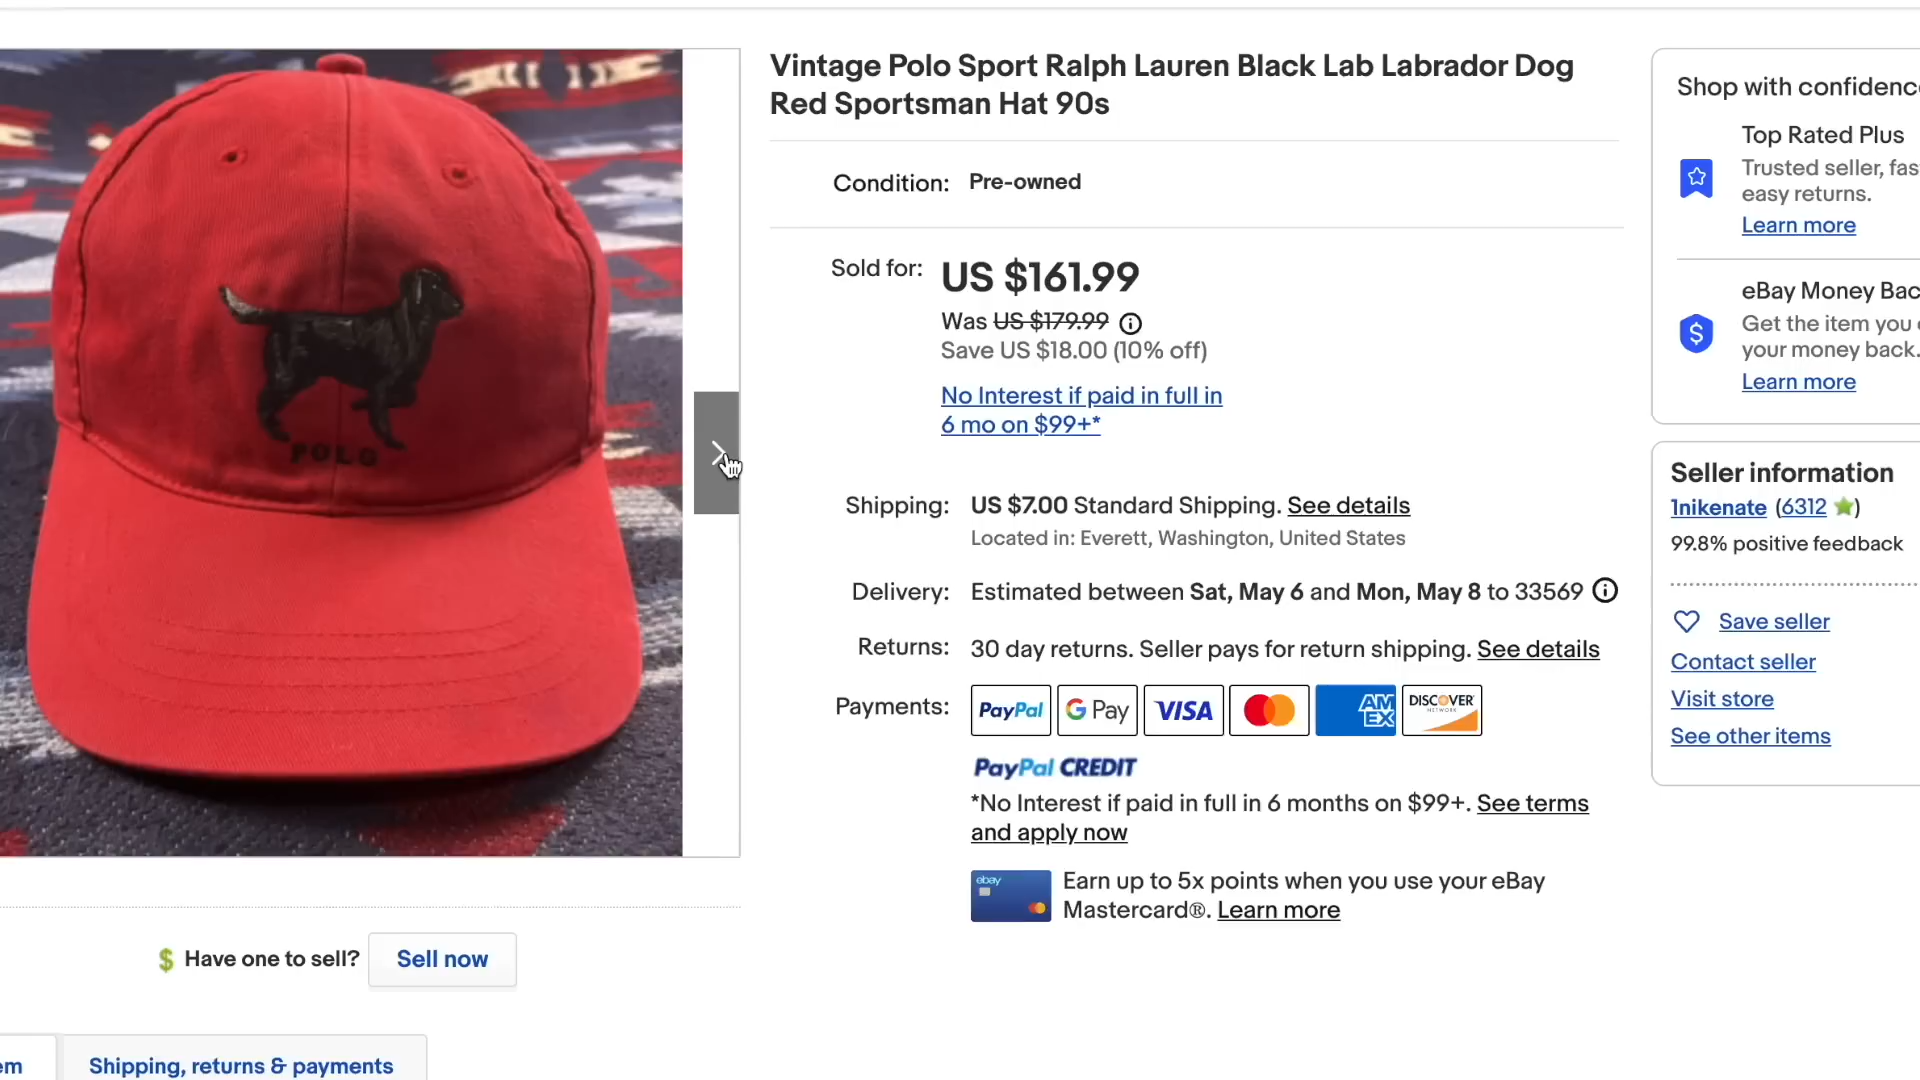 POLO
Vintage Polo Sport Ralph Lauren Black Lab Labrador Dog
Red Sportsman Hat 90s
Condition: Pre-owned
Sold for: US $161.99
Was US $179.99
Save US $18.00 (10% off)
No Interest if paid in full in
6 mo on $99+*
Shipping: US $7.00 Standard Shipping. See details
Located in: Everett, Washington, United States
Delivery: Estimated between Sat, May 6 and Mon, May 8 to 33569
Returns: 30 day returns. Seller pays for return shipping. See details
Payments: PayPal G Pay VISA AM EX DISCOVER NETWORK
PayPal CREDIT
*No Interest if paid in full in 6 months on $99+. See terms
and apply now
ebay
Earn up to 5x points when you use your eBay
Mastercard®. Learn more
Shop with confidenc
Top Rated Plus
Trusted seller, fas
easy returns.
Learn more
eBay Money Bac
$
Get the item you
your money back.
Learn more
Seller information
1nikenate (6312)
99.8% positive feedback
Save seller
Contact seller
Visit store
See other items
$ Have one to sell? Sell now
em
Shipping, returns & payments